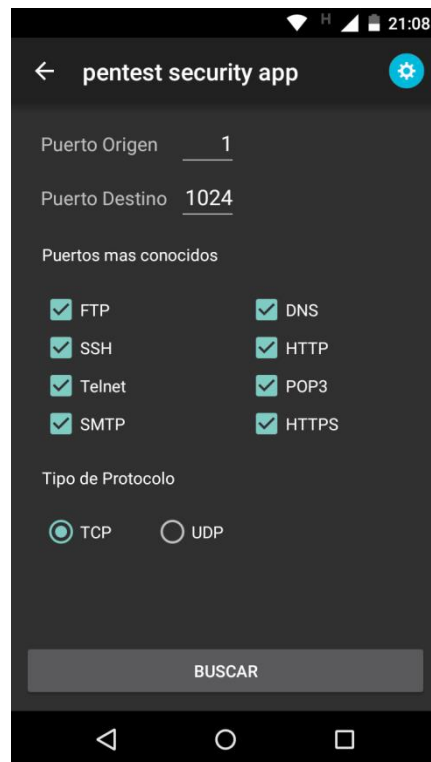 H 21:08
pentest security app
Puerto Origen 1
Puerto Destino 1024
Puertos mas conocidos
FTP DNS
SSH HTTP
Telnet POP3
SMTP HTTPS
Tipo de Protocolo
TCP UDP
BUSCAR